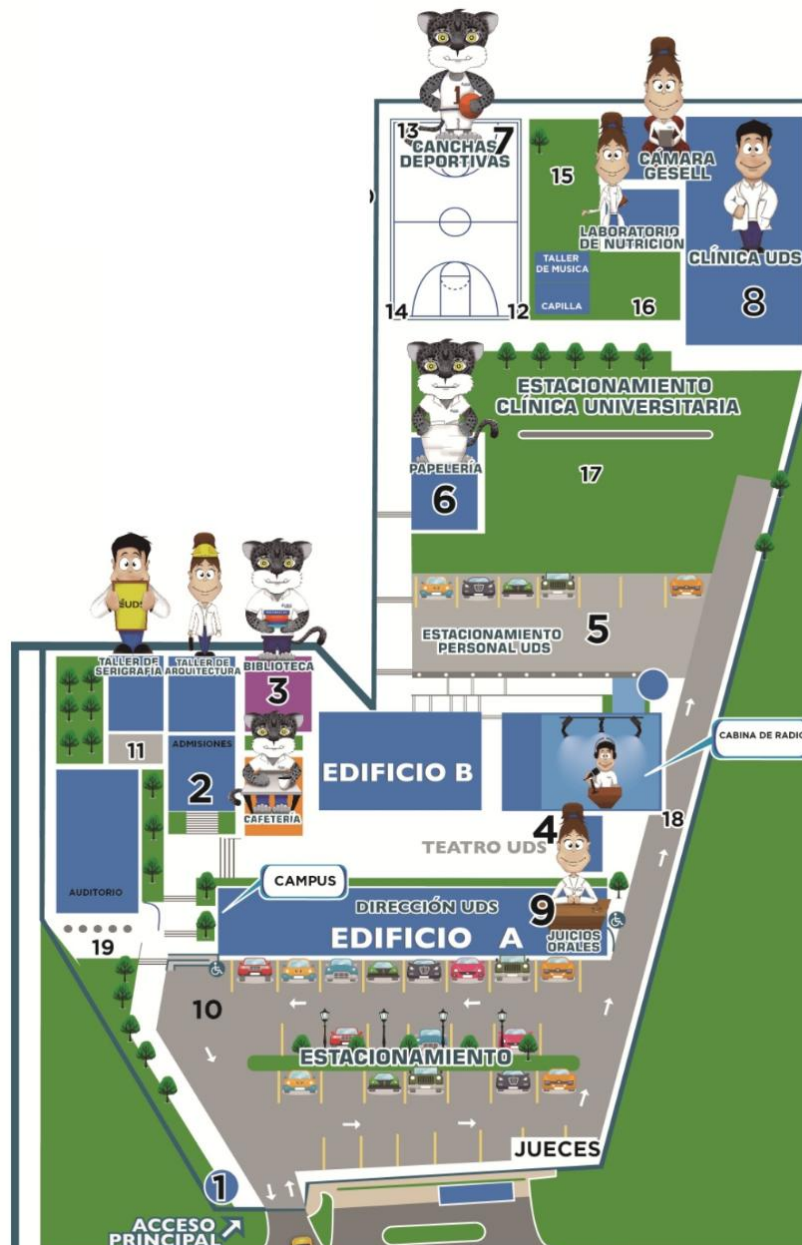 13
7
CANCHAS
DEPORTIVAS
14
12
15
CÁMARA
GESELL
LABORATORIO
DE NUTRICIÓN
TALLER
DE MUSICA
CAPILLA
16
CLÍNICA UDS
8
ESTACIONAMIENTO
CLÍNICA UNIVERSITARIA
17
PAPELERÍA
6
ESTACIONAMIENTO
PERSONAL UDS
5
UDS
TALLER DE
SERIGRAFÍA
TALLER DE
ARQUITECTURA
BIBLIOTECA
3
11
ADMISIONES
2
CAFETERIA
EDIFICIO B
CABINA DE RADIO
18
4
TEATRO UDS
AUDITORIO
19
CAMPUS
DIRECCIÓN UDS
EDIFICIO A
9
JUICIOS
ORALES
10
ESTACIONAMIENTO
JUECES
1
ACCESO
PRINCIPAL